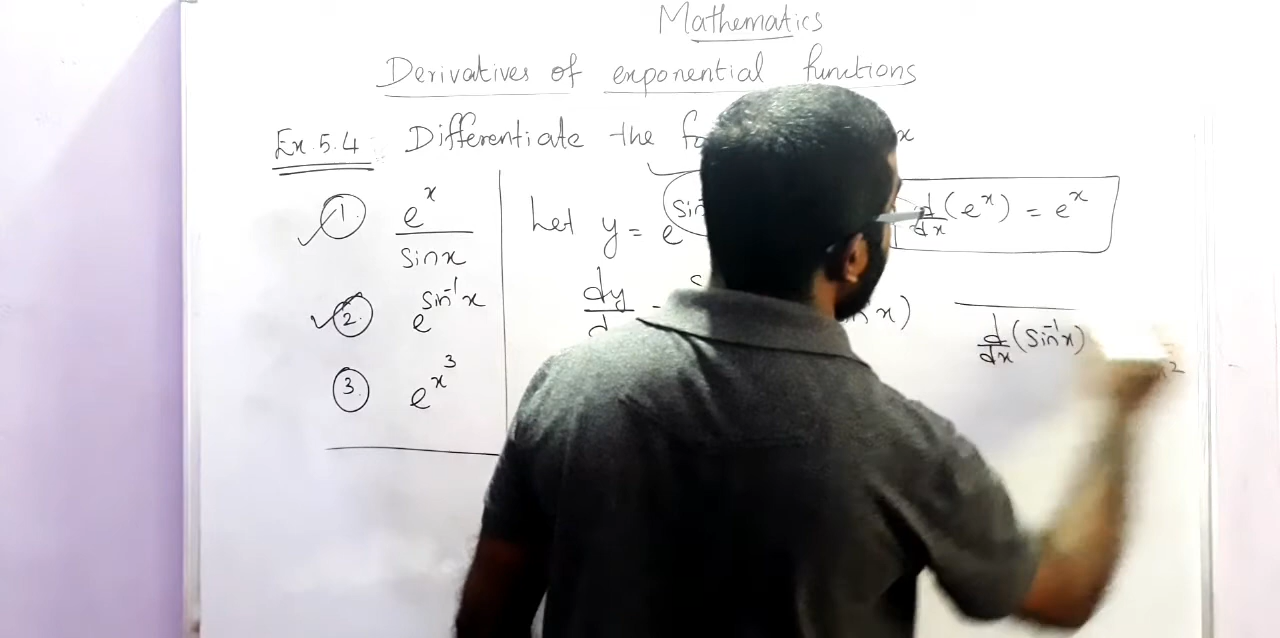 Mathematics
Derivatives of exponential functions
Ex. 5.4 Differentiate the
1. e^x / sinx
2. e^sin⁻¹x
3. e^x³
Let y = e^sin
d/dx (e^x) = e^x
dy
x)
d/dx (sin⁻¹x)